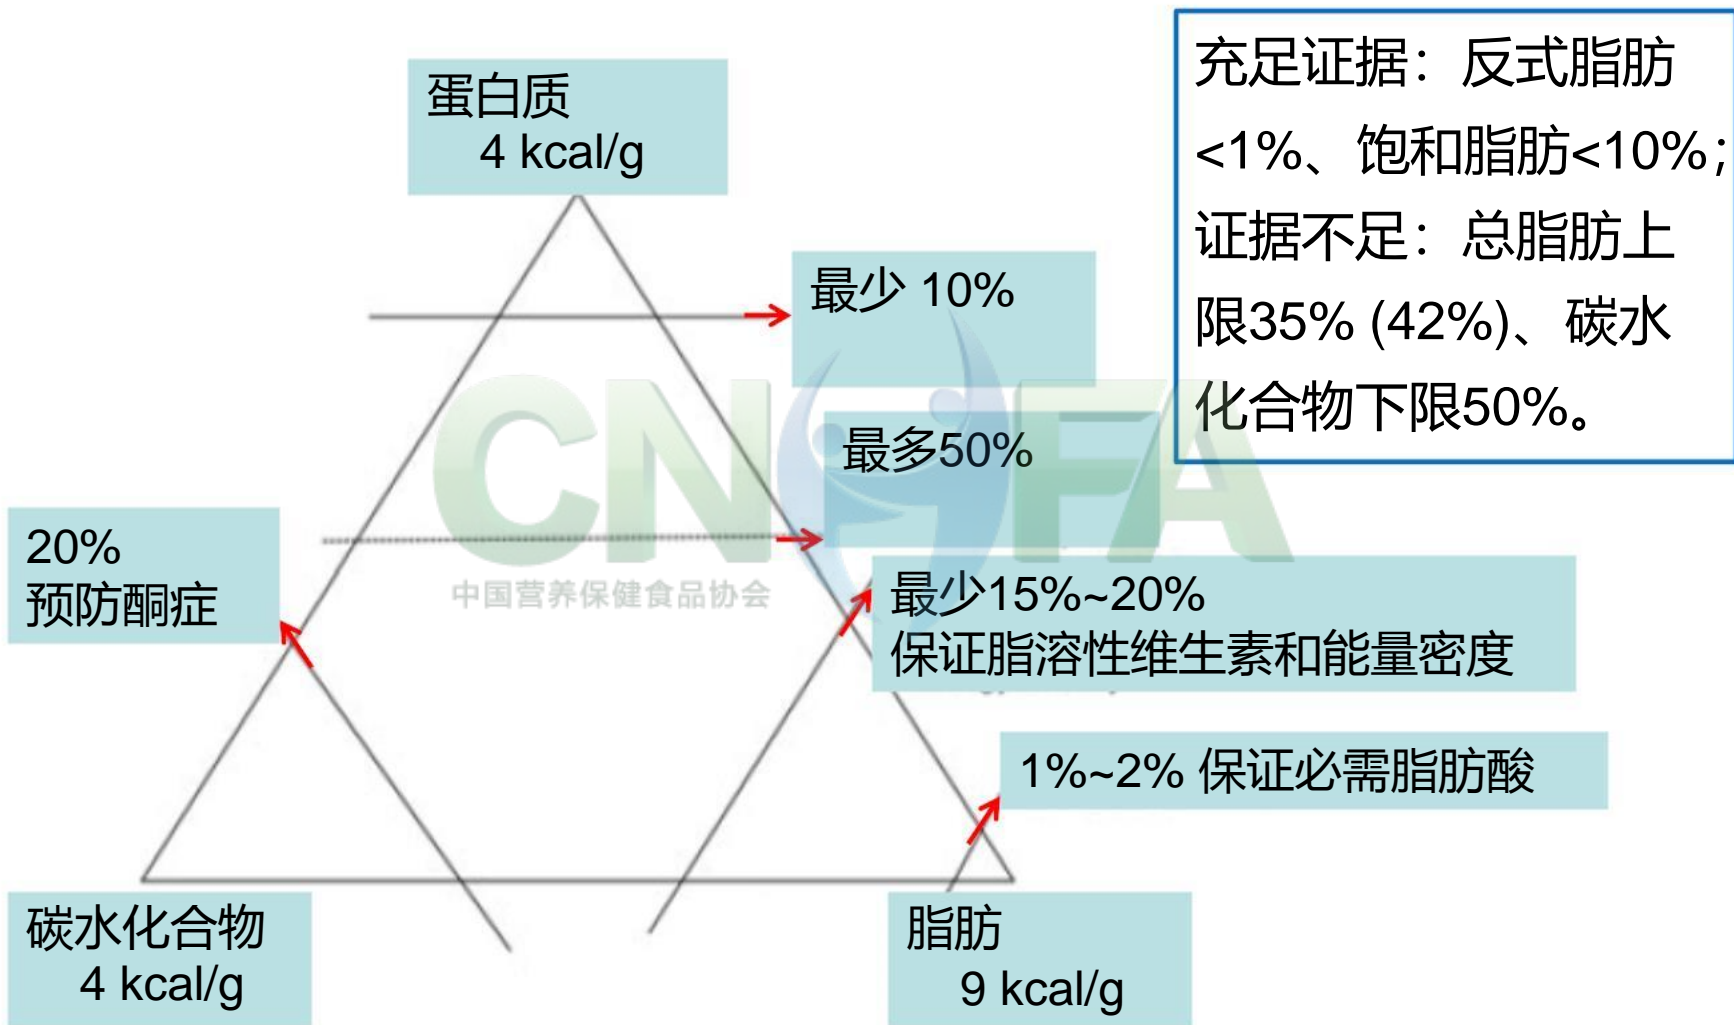 蛋白质
4 kcal/g
充足证据：反式脂肪
<1%、饱和脂肪<10%；
证据不足：总脂肪上
限35% (42%)、碳水
化合物下限50%。
最少 10%
最多50%
CNHFA
中国营养保健食品协会
20%
预防酮症
最少15%~20%
保证脂溶性维生素和能量密度
1%~2% 保证必需脂肪酸
碳水化合物
4 kcal/g
脂肪
9 kcal/g